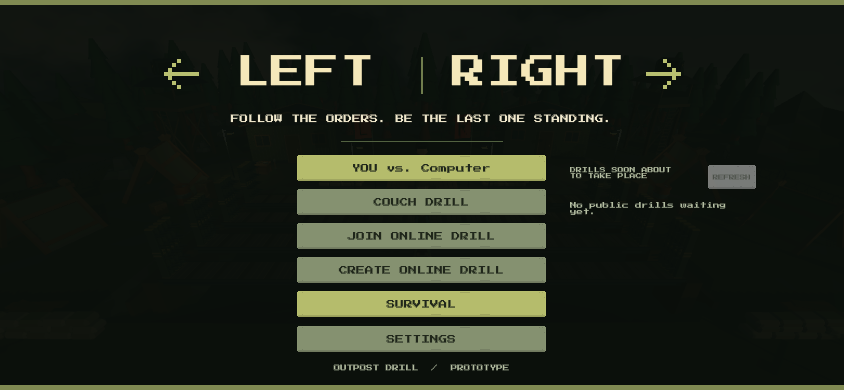 LEFT | RIGHT
FOLLOW THE ORDERS. BE THE LAST ONE STANDING.
YOU vs. Computer
COUCH DRILL
JOIN ONLINE DRILL
CREATE ONLINE DRILL
SURVIVAL
SETTINGS
DRILLS SOON ABOUT
TO TAKE PLACE
REFRESH
No public drills waiting
yet.
OUTPOST DRILL / PROTOTYPE